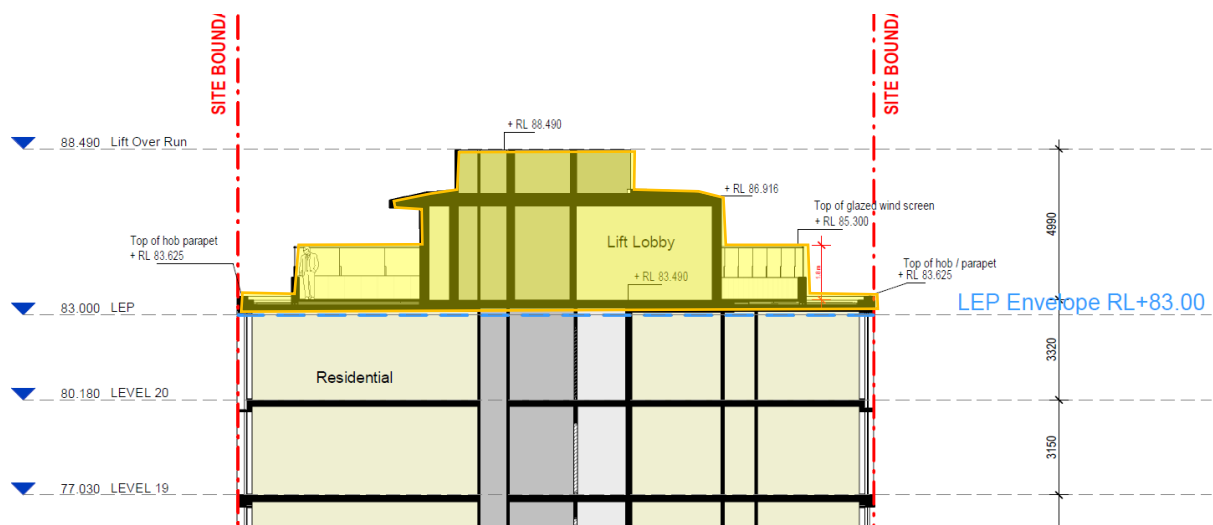 SITE BOUNDA
SITE BOUNDA
+ RL 88.490
88.490 Lift Over Run
+ RL 86.916
Top of glazed wind screen
+ RL 85.300
Top of hob parapet
+ RL 83.625
Lift Lobby
4990
Top of hob / parapet
+ RL 83.625
+ RL 83.490
83.000 LEP
LEP Envelope RL+83.00
3320
Residential
80.180 LEVEL 20
3150
77.030 LEVEL 19